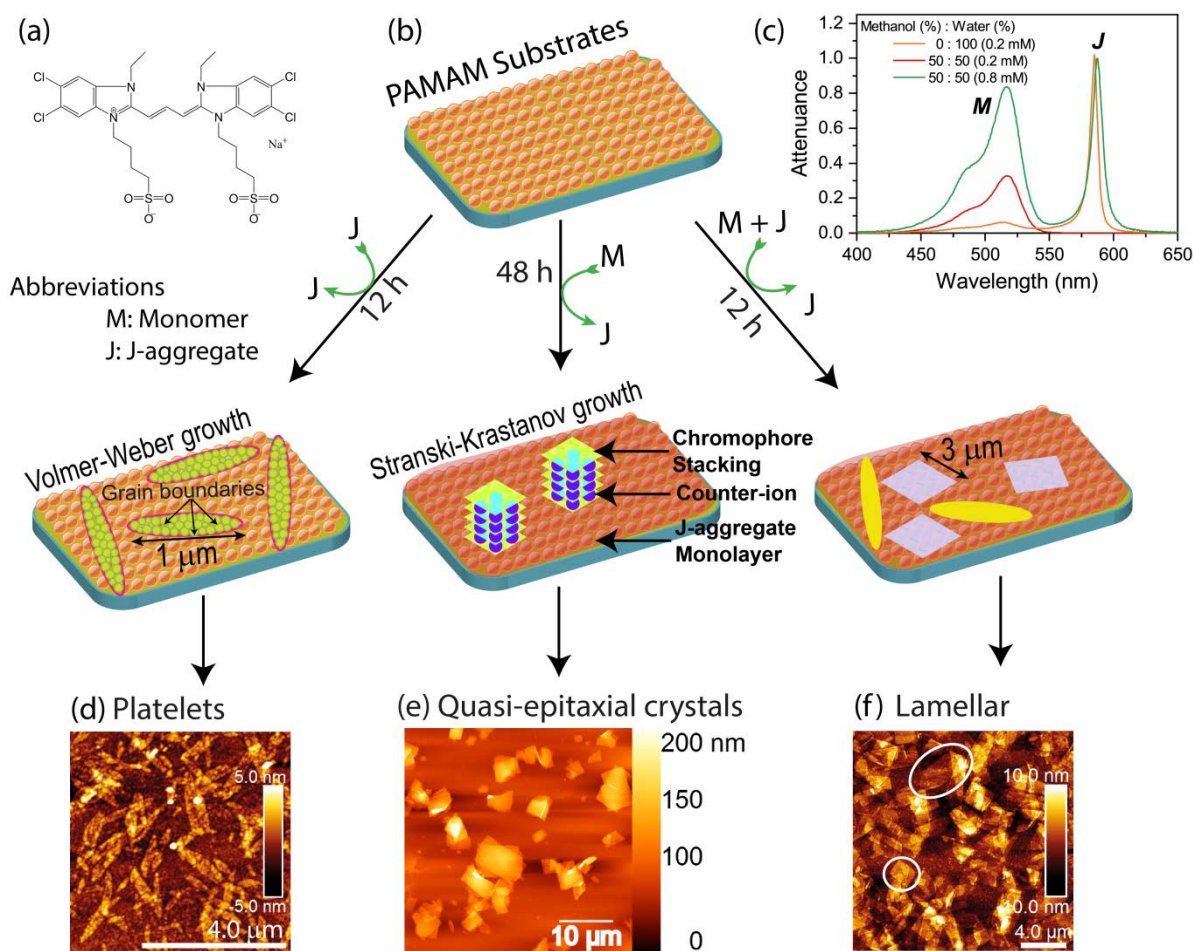 (a)
Cl
Cl
Cl
Cl
N
N
N
N
⊕
Na+
O
S
O
O-
O
S
O
O-
(b)
PAMAM Substrates
(c)
Methanol (%) : Water (%)
0 : 100 (0.2 mM)
50 : 50 (0.2 mM)
50 : 50 (0.8 mM)
M
J
Attenuance
1.2
1.0
0.8
0.6
0.4
0.2
0.0
400 450 500 550 600 650
Wavelength (nm)
Abbreviations
M: Monomer
J: J-aggregate
J
J
12 h
48 h
M
J
M + J
J
12 h
Volmer-Weber growth
Grain boundaries
1 μm
Stranski-Krastanov growth
Chromophore
Stacking
Counter-ion
J-aggregate
Monolayer
3 μm
(d) Platelets
5.0 nm
-5.0 nm
4.0 μm
(e) Quasi-epitaxial crystals
200 nm
150
100
0
10 μm
(f) Lamellar
10.0 nm
-10.0 nm
4.0 μm